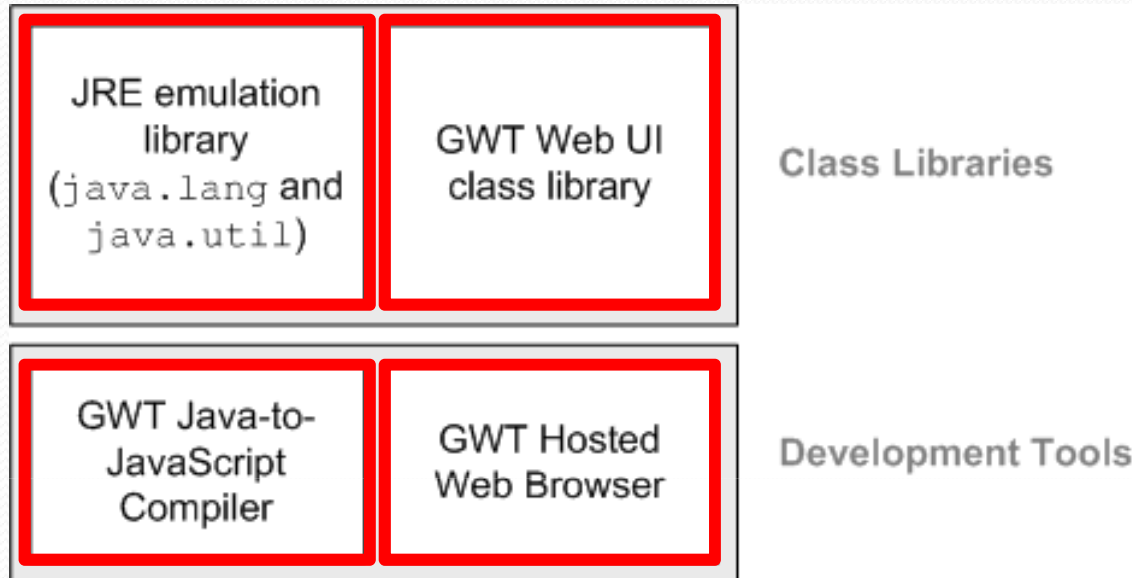 JRE emulation
library
(java.lang and
java.util)
GWT Web UI
class library
Class Libraries
GWT Java-to-
JavaScript
Compiler
GWT Hosted
Web Browser
Development Tools